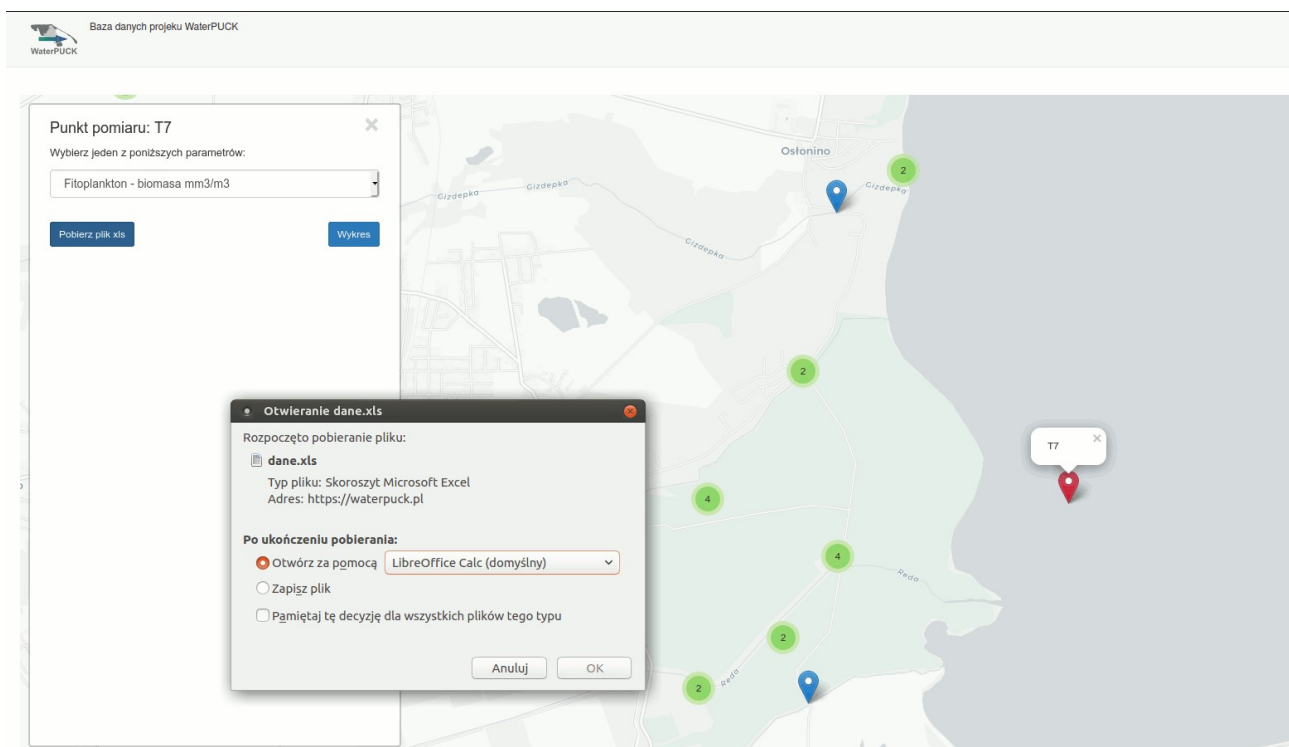 Baza danych projeku WaterPUCK
WaterPUCK
Punkt pomiaru: T7
×
Wybierz jeden z poniższych parametrów:
Fitoplankton - biomasa mm3/m3
Pobierz plik xls
Wykres
Osłonino
2
Gizdepka
Gizdepka
Gizdepka
Gizdepka
2
T7
×
4
4
Reda
2
2
Reda
Otwieranie dane.xls
Rozpoczęto pobieranie pliku:
dane.xls
Typ pliku: Skoroszyt Microsoft Excel
Adres: https://waterpuck.pl
Po ukończeniu pobierania:
Otwórz za pomocą LibreOffice Calc (domyślny)
Zapisz plik
Pamiętaj tę decyzję dla wszystkich plików tego typu
Anuluj
OK